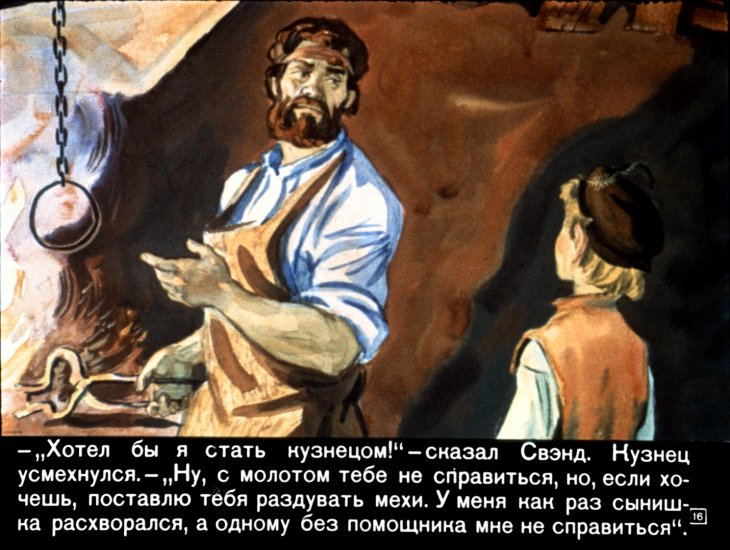 –„Хотел бы я стать кузнецом!“–сказал Свэнд. Кузнец
усмехнулся.–„Ну, с молотом тебе не справиться, но, если хо-
чешь, поставлю тебя раздувать мехи. У меня как раз сыниш-
ка расхворался, а одному без помощника мне не справиться“.
16